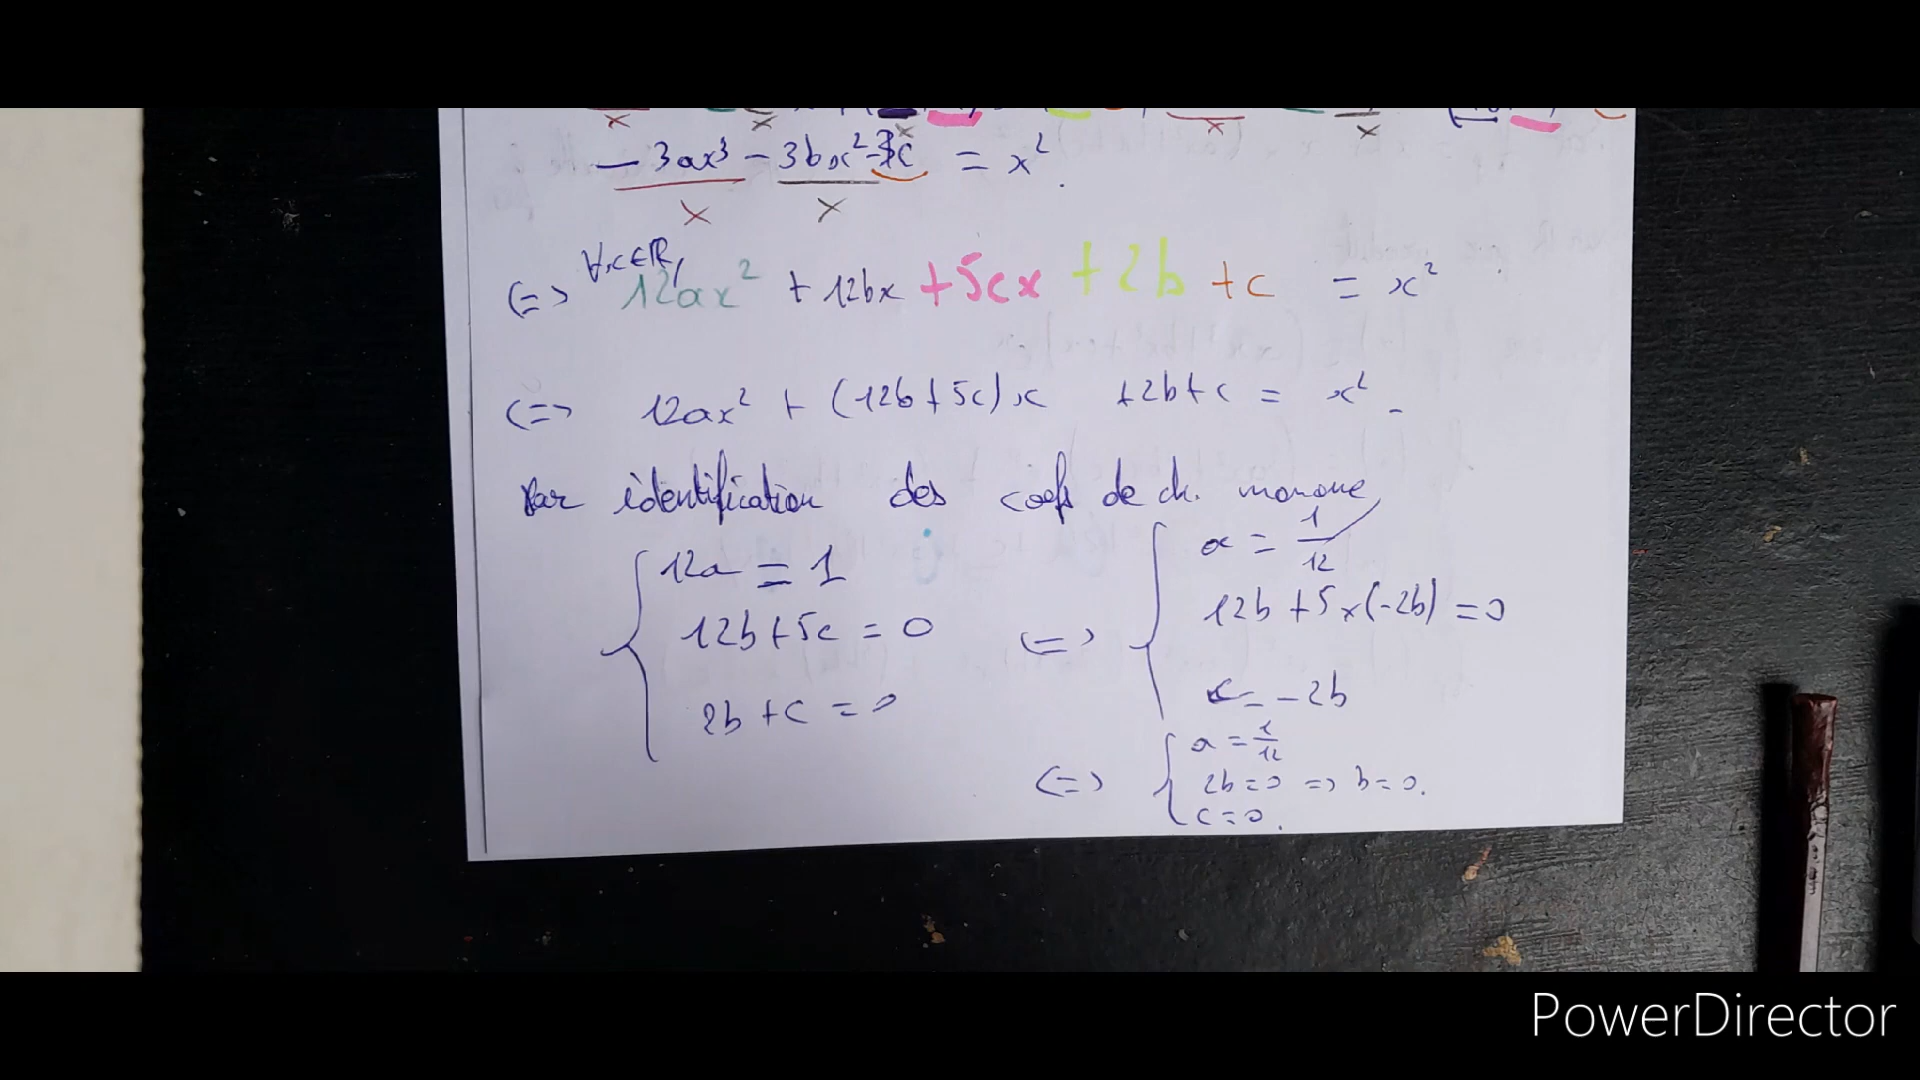 - 3ax³ - 3bx² - 3c = x².
(=> ∀x∈ℝ, 12ax² + 12bx + 5cx + 2b + c = x²
<=> 12ax² + (12b+5c)x +2b+c = x².
Par identification des coefs de ch. monome,
12a = 1
12b+5c = 0
2b+c = 0
<=> a = 1/12
12b+5x(-2b) = 0
c = -2b
<=> a = 1/12
2b=0 => b=0.
c=0.
PowerDirector